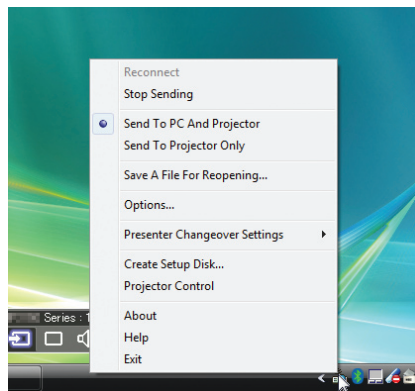 Reconnect
Stop Sending
Send To PC And Projector
Send To Projector Only
Save A File For Reopening...
Options...
Presenter Changeover Settings
Create Setup Disk...
Projector Control
About
Help
Exit
Series :